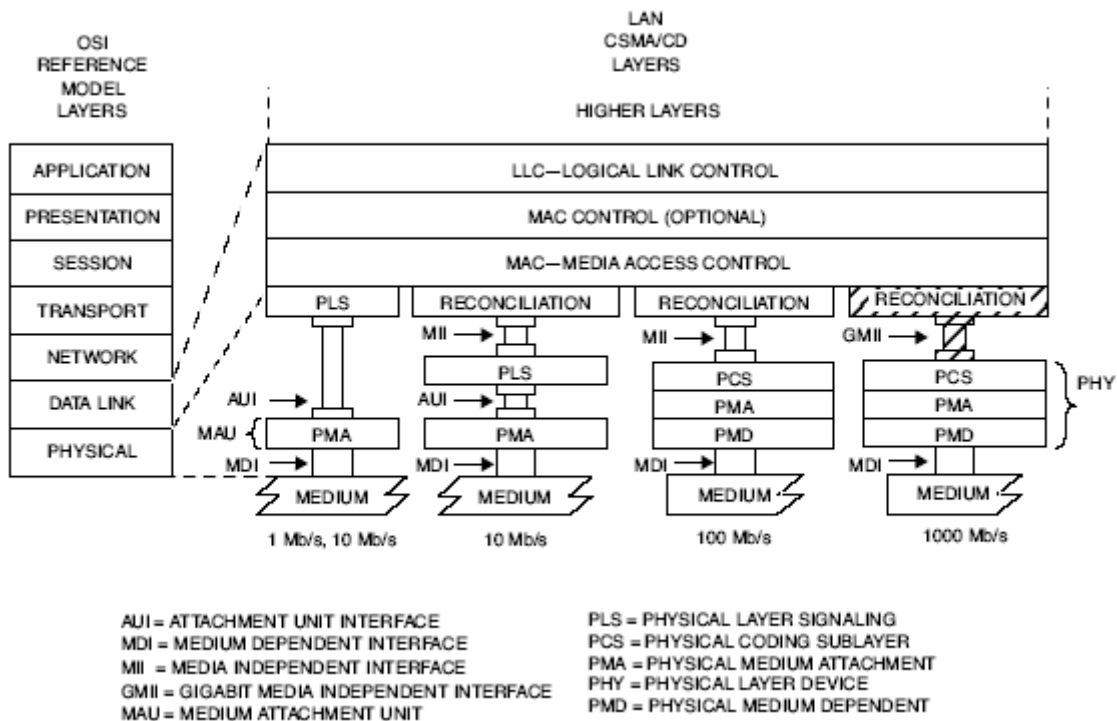 OSI
REFERENCE
MODEL
LAYERS
LAN
CSMA/CD
LAYERS
HIGHER LAYERS
APPLICATION
PRESENTATION
SESSION
TRANSPORT
NETWORK
DATA LINK
PHYSICAL
LLC—LOGICAL LINK CONTROL
MAC CONTROL (OPTIONAL)
MAC—MEDIA ACCESS CONTROL
PLS
RECONCILIATION
RECONCILIATION
RECONCILIATION
MII
MII
GMII
PLS
PCS
PCS
PHY
AUI
AUI
PMA
PMA
MAU
PMA
PMA
PMD
PMD
MDI
MDI
MDI
MDI
MEDIUM
MEDIUM
MEDIUM
MEDIUM
1 Mb/s, 10 Mb/s
10 Mb/s
100 Mb/s
1000 Mb/s
AUI = ATTACHMENT UNIT INTERFACE
MDI = MEDIUM DEPENDENT INTERFACE
MII = MEDIA INDEPENDENT INTERFACE
GMII = GIGABIT MEDIA INDEPENDENT INTERFACE
MAU = MEDIUM ATTACHMENT UNIT
PLS = PHYSICAL LAYER SIGNALING
PCS = PHYSICAL CODING SUBLAYER
PMA = PHYSICAL MEDIUM ATTACHMENT
PHY = PHYSICAL LAYER DEVICE
PMD = PHYSICAL MEDIUM DEPENDENT